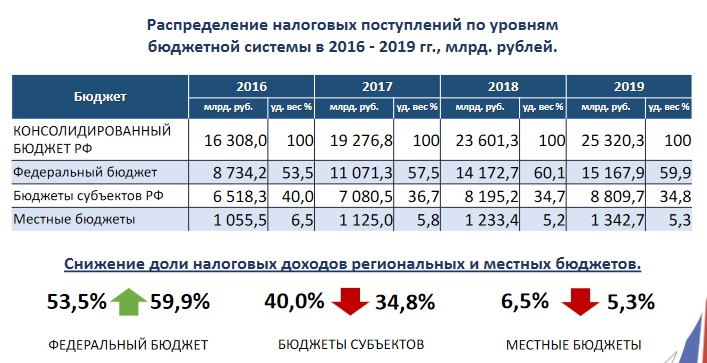 Распределение налоговых поступлений по уровням
бюджетной системы в 2016 - 2019 гг., млрд. рублей.
Бюджет 2016 2017 2018 2019
млрд. руб. уд. вес % млрд. руб. уд. вес % млрд. руб. уд. вес % млрд. руб. уд. вес %
КОНСОЛИДИРОВАННЫЙ
БЮДЖЕТ РФ 16 308,0 100 19 276,8 100 23 601,3 100 25 320,3 100
Федеральный бюджет 8 734,2 53,5 11 071,3 57,5 14 172,7 60,1 15 167,9 59,9
Бюджеты субъектов РФ 6 518,3 40,0 7 080,5 36,7 8 195,2 34,7 8 809,7 34,8
Местные бюджеты 1 055,5 6,5 1 125,0 5,8 1 233,4 5,2 1 342,7 5,3
Снижение доли налоговых доходов региональных и местных бюджетов.
53,5% 59,9% 40,0% 34,8% 6,5% 5,3%
ФЕДЕРАЛЬНЫЙ БЮДЖЕТ БЮДЖЕТЫ СУБЪЕКТОВ МЕСТНЫЕ БЮДЖЕТЫ